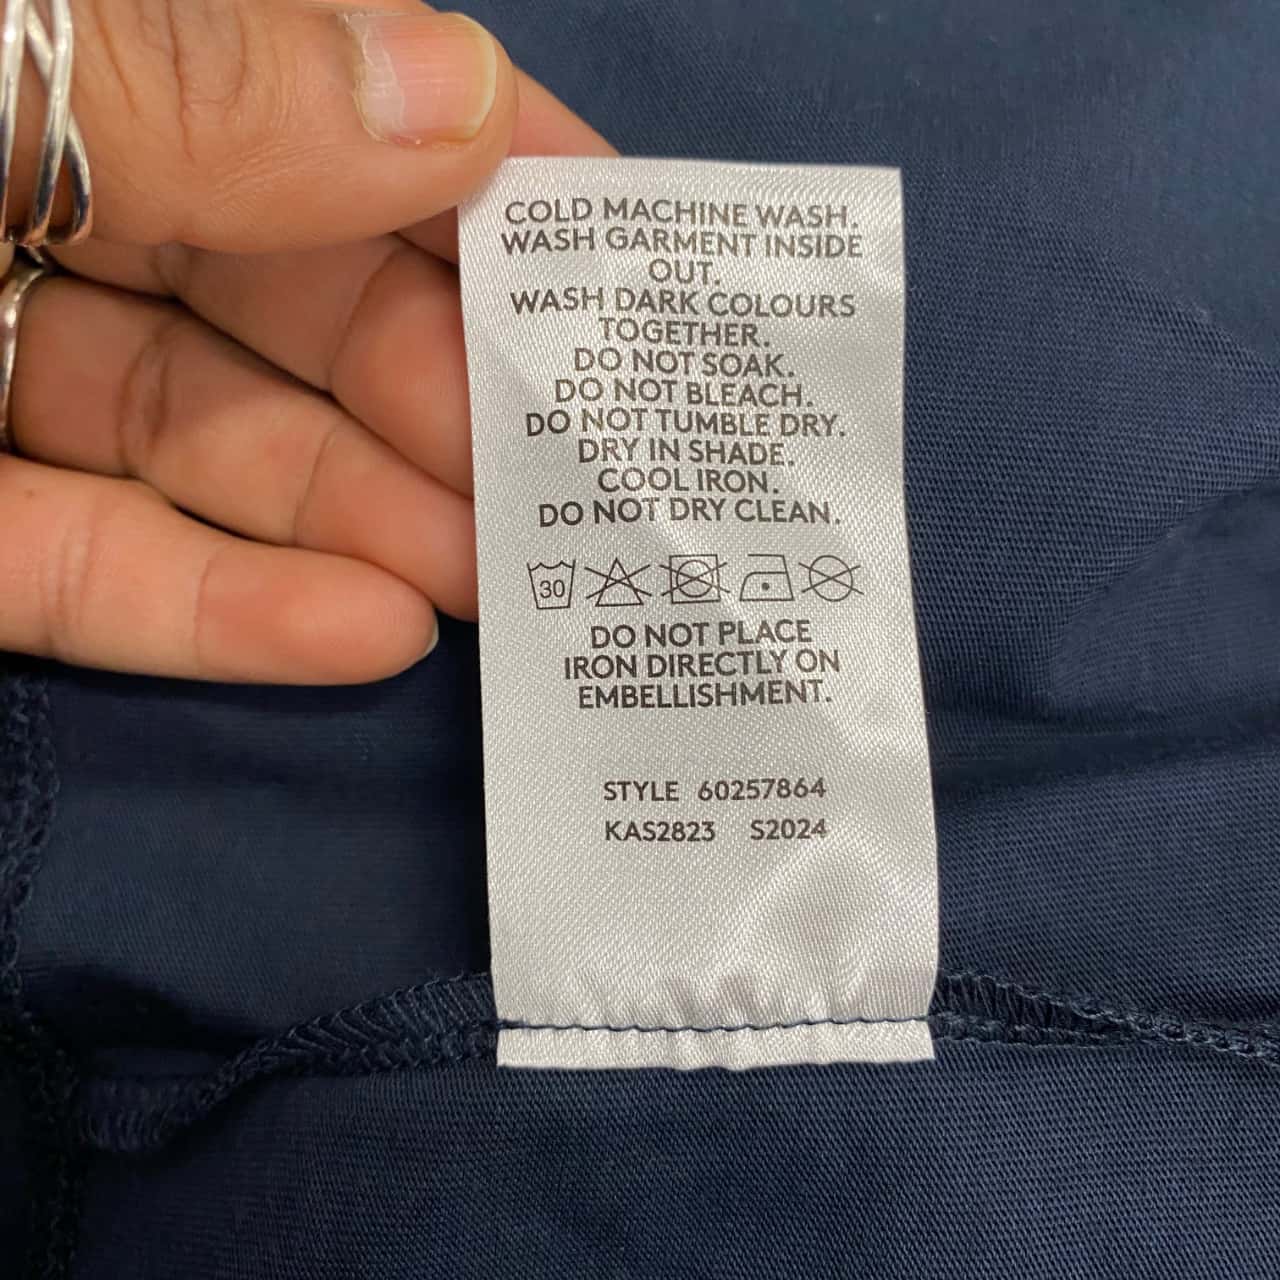 COLD MACHINE WASH.
WASH GARMENT INSIDE
OUT.
WASH DARK COLOURS
TOGETHER.
DO NOT SOAK.
DO NOT BLEACH.
DO NOT TUMBLE DRY.
DRY IN SHADE.
COOL IRON.
DO NOT DRY CLEAN.
30
DO NOT PLACE
IRON DIRECTLY ON
EMBELLISHMENT.
STYLE 60257864
KAS2823 S2024